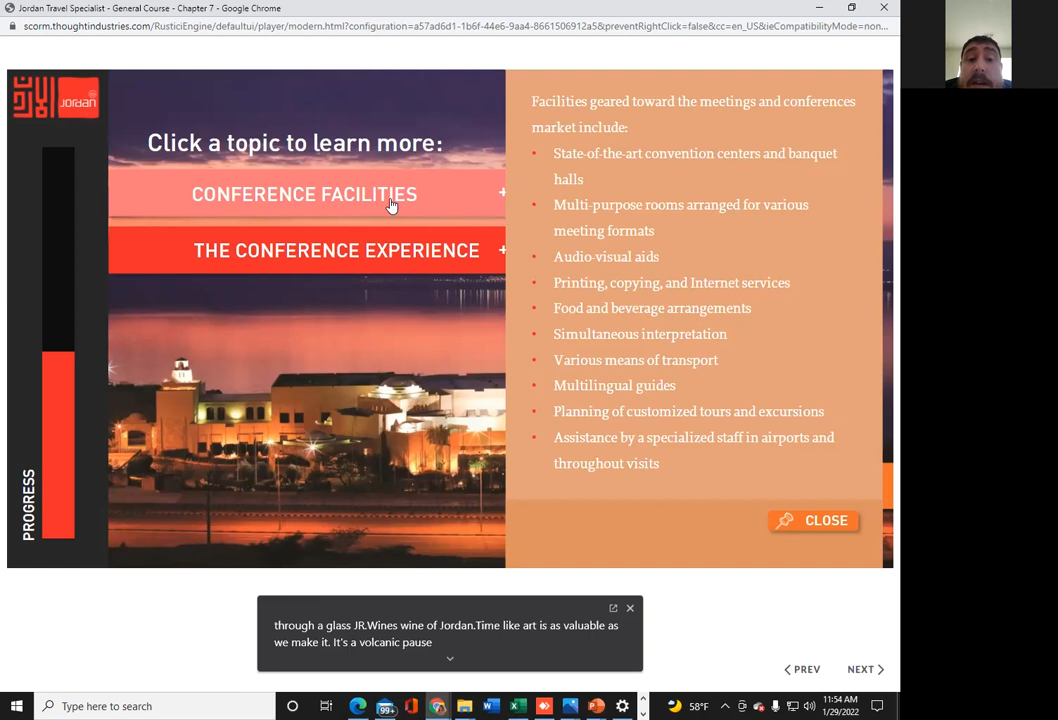 Jordan Travel Specialist - General Course - Chapter 7 - Google Chrome
scorm.thoughtindustries.com/RusticiEngine/defaultui/player/modern.html?configuration=a57ad6d1-1b6f-44e6-9aa4-8661506912a5&preventRightClick=false&cc=en_US&ieCompatibilityMode=non...
Jordan
Click a topic to learn more:
CONFERENCE FACILITIES +
THE CONFERENCE EXPERIENCE +
PROGRESS
Facilities geared toward the meetings and conferences
market include:
• State-of-the-art convention centers and banquet
halls
• Multi-purpose rooms arranged for various
meeting formats
• Audio-visual aids
• Printing, copying, and Internet services
• Food and beverage arrangements
• Simultaneous interpretation
• Various means of transport
• Multilingual guides
• Planning of customized tours and excursions
• Assistance by a specialized staff in airports and
throughout visits
CLOSE
through a glass JR.Wines wine of Jordan.Time like art is as valuable as
we make it. It's a volcanic pause
PREV NEXT
Type here to search
99+
58°F
11:54 AM
1/29/2022